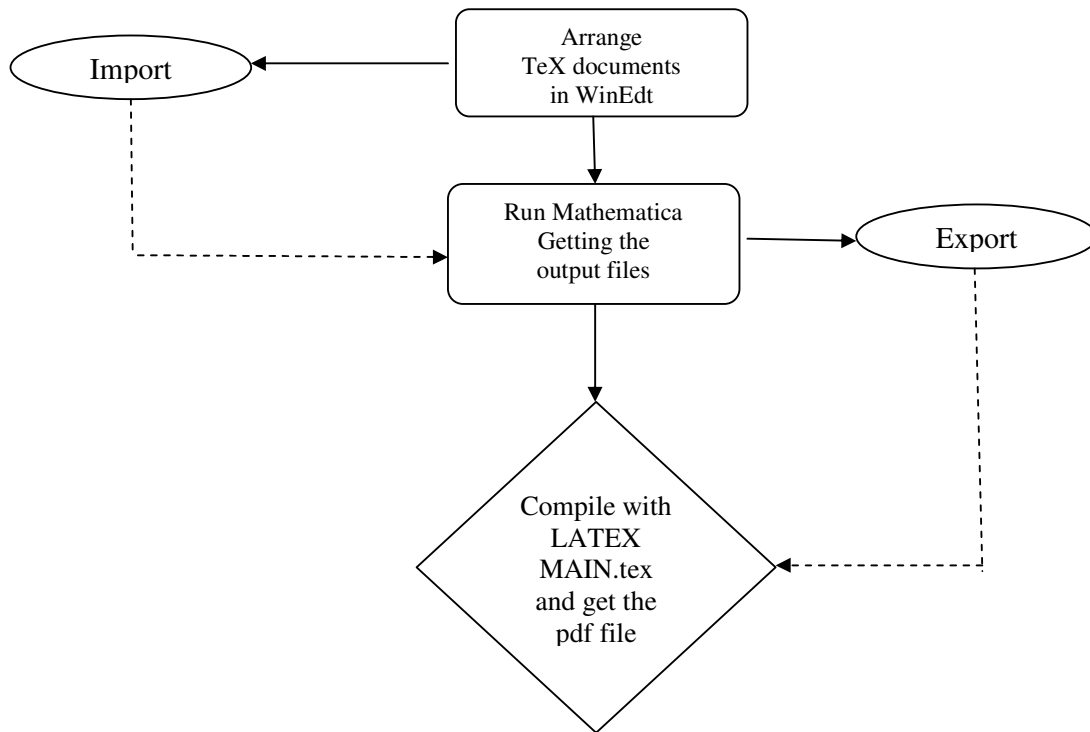 Arrange
TeX documents
in WinEdt
Import
Run Mathematica
Getting the
output files
Export
Compile with
LATEX
MAIN.tex
and get the
pdf file